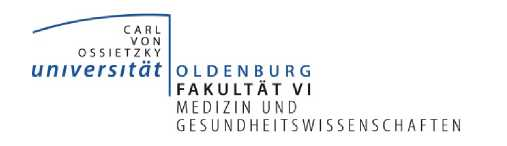 CARL
VON
OSSIETZKY
universität OLDENBURG
FAKULTÄT VI
MEDIZIN UND
GESUNDHEITSWISSENSCHAFTEN